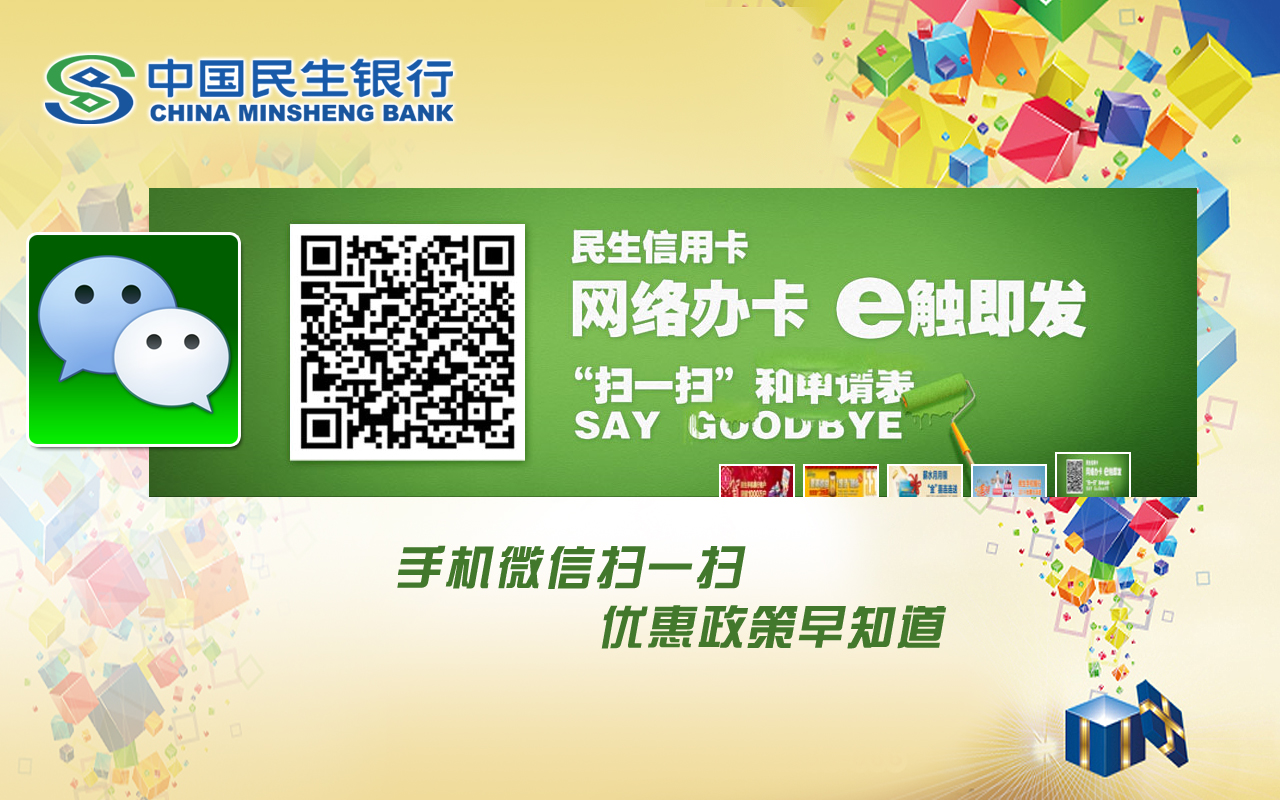 中国民生银行
CHINA MINSHENG BANK
民生信用卡
网络办卡 e触即发
“扫一扫”和申请表
SAY GOODBYE
手机微信扫一扫
优惠政策早知道